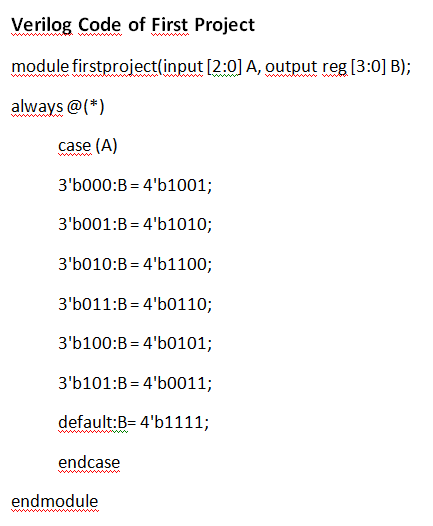 Verilog Code of First Project
module firstproject(input [2:0] A, output reg [3:0] B);
always @(*)
case (A)
3'b000:B = 4'b1001;
3'b001:B = 4'b1010;
3'b010:B = 4'b1100;
3'b011:B = 4'b0110;
3'b100:B = 4'b0101;
3'b101:B = 4'b0011;
default:B= 4'b1111;
endcase
endmodule